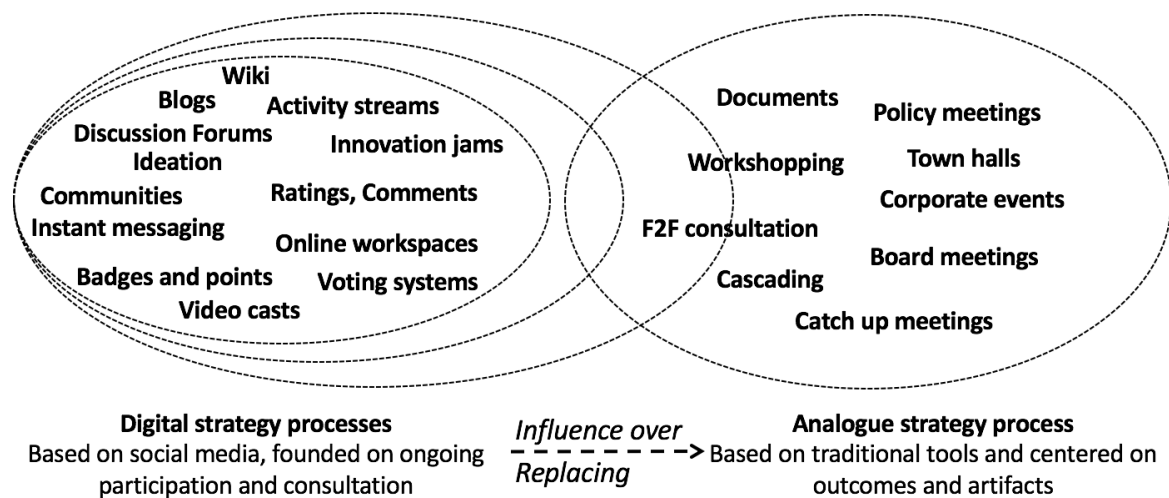 Wiki
Blogs
Activity streams
Discussion Forums
Innovation jams
Ideation
Communities
Ratings, Comments
Instant messaging
Online workspaces
Badges and points
Voting systems
Video casts
Documents
Policy meetings
Workshopping
Town halls
Corporate events
F2F consultation
Board meetings
Cascading
Catch up meetings
Digital strategy processes
Based on social media, founded on ongoing
participation and consultation
Influence over
Replacing
Analogue strategy process
Based on traditional tools and centered on
outcomes and artifacts